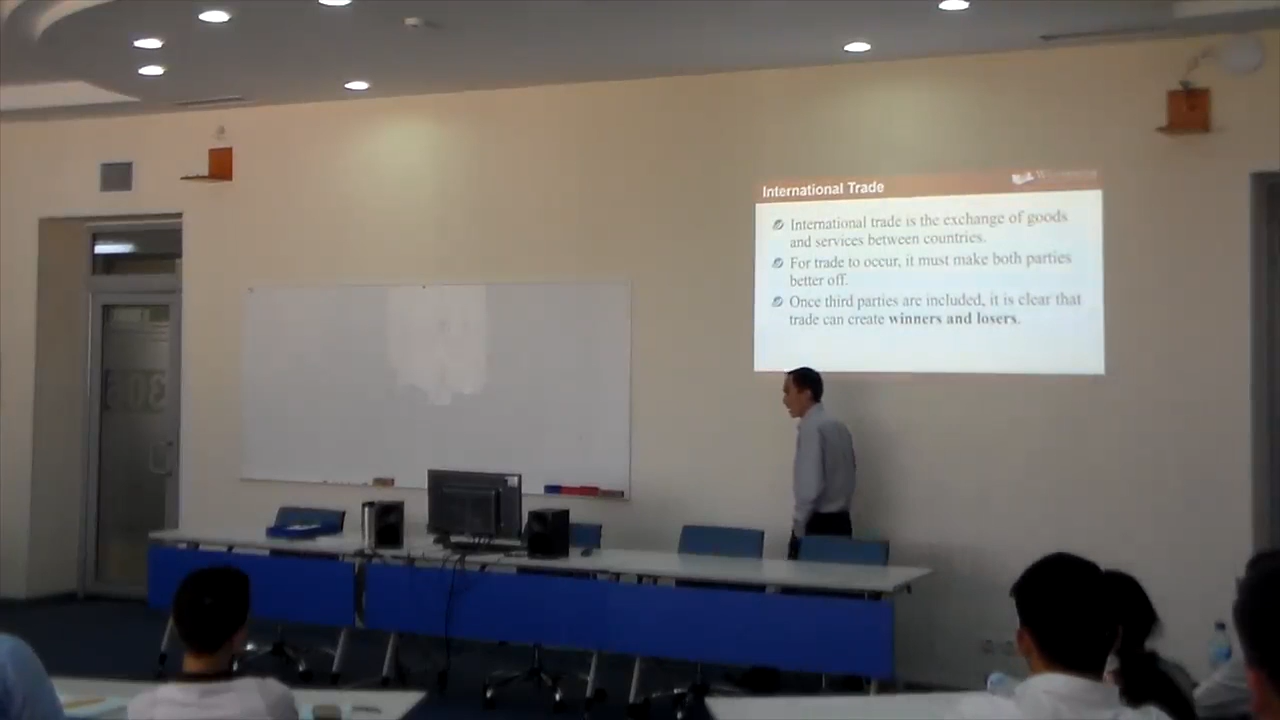 International Trade
International trade is the exchange of goods
and services between countries.
For trade to occur, it must make both parties
better off.
Once third parties are included, it is clear that
trade can create winners and losers.